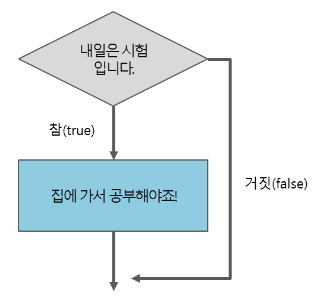 내일은 시험
입니다.
참(true)
집에 가서 공부해야죠!
거짓(false)